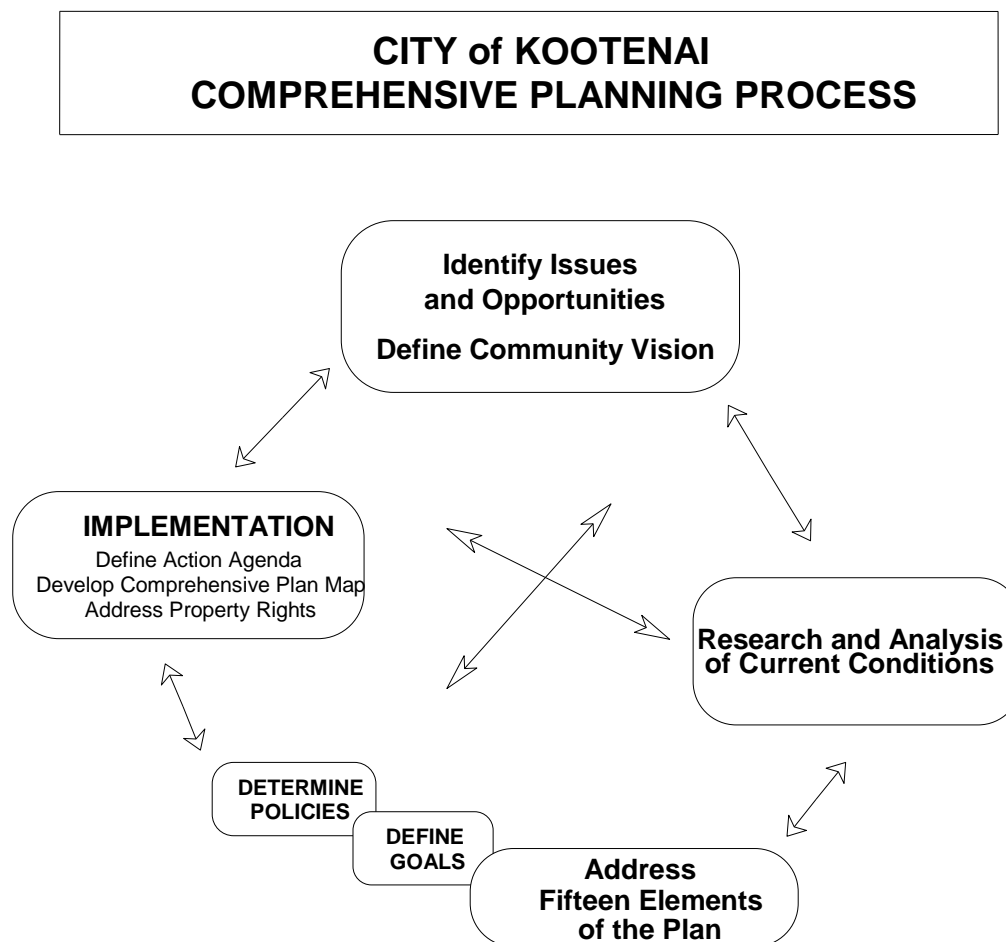 CITY of KOOTENAI
COMPREHENSIVE PLANNING PROCESS
Identify Issues
and Opportunities
Define Community Vision
IMPLEMENTATION
Define Action Agenda
Develop Comprehensive Plan Map
Address Property Rights
Research and Analysis
of Current Conditions
DETERMINE
POLICIES
DEFINE
GOALS
Address
Fifteen Elements
of the Plan